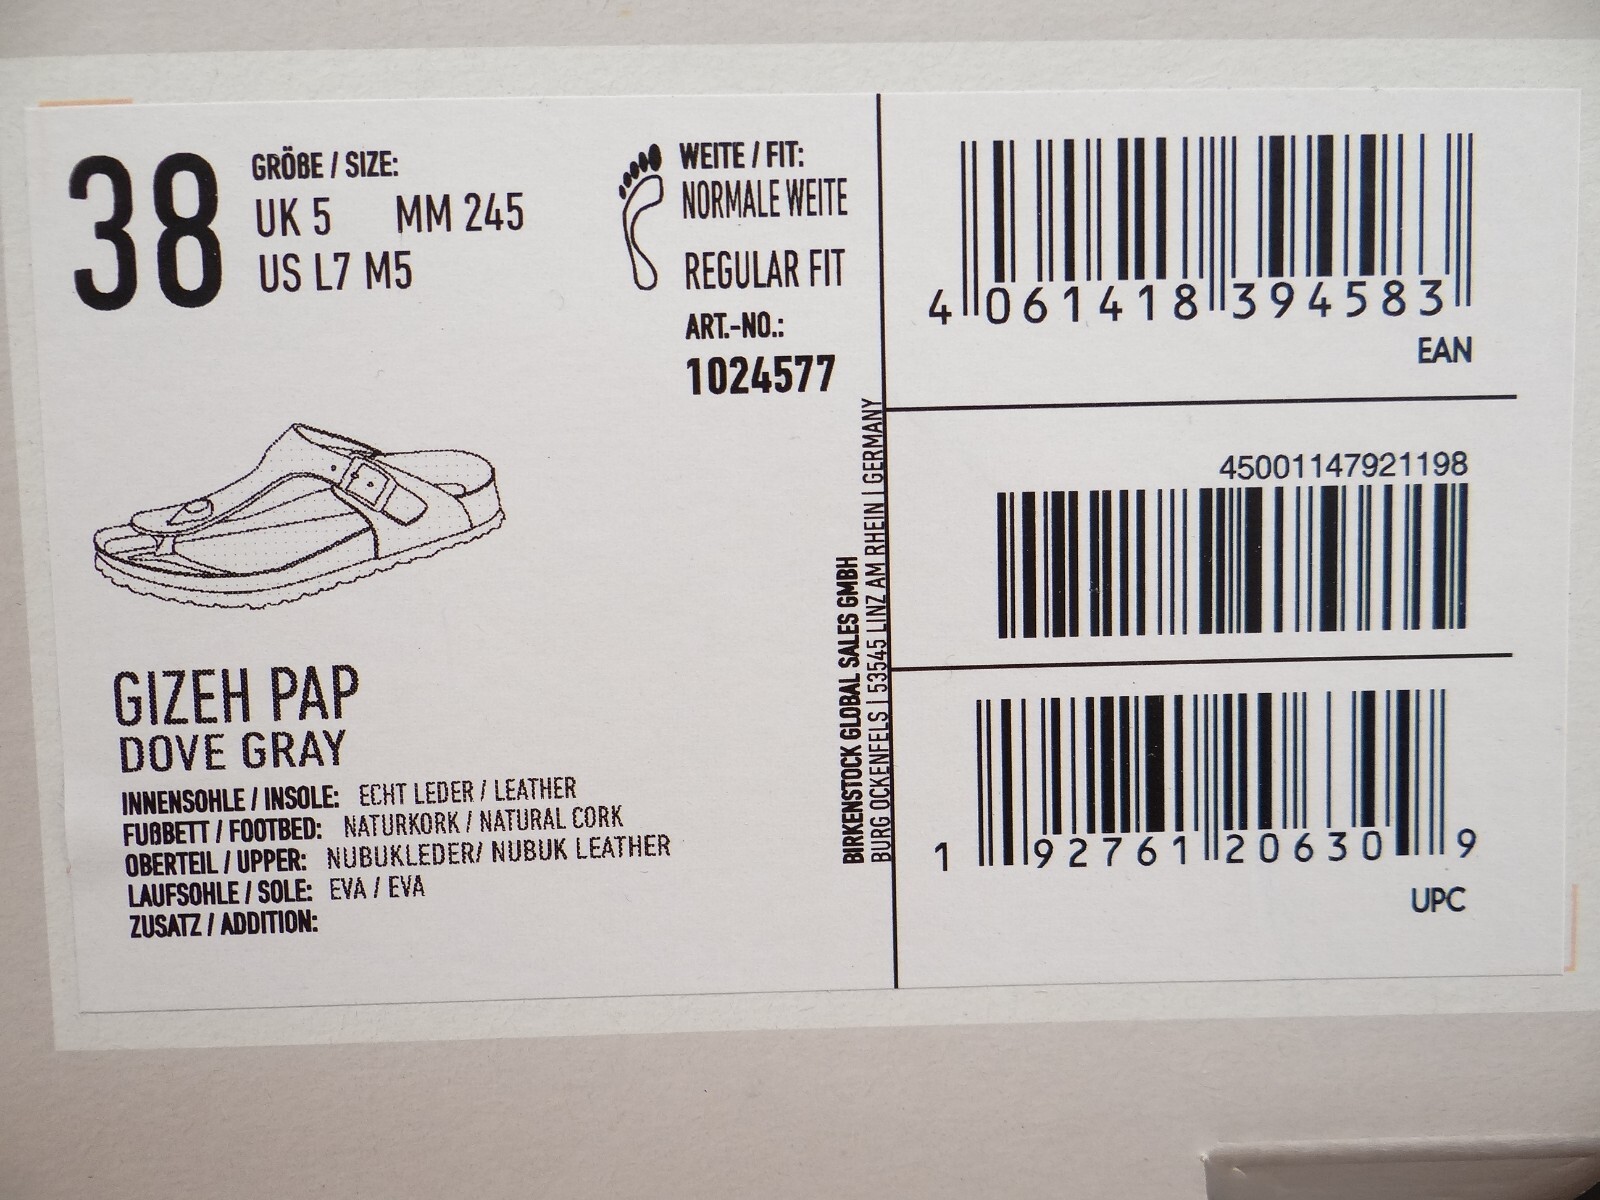 38
GRÖßE / SIZE:
UK 5 MM 245
US L7 M5
WEITE / FIT:
NORMALE WEITE
REGULAR FIT
ART.-NO.:
1024577
GIZEH PAP
DOVE GRAY
INNENSOHLE / INSOLE: ECHT LEDER / LEATHER
FUßBETT / FOOTBED: NATURKORK / NATURAL CORK
OBERTEIL / UPPER: NUBUKLEDER/ NUBUK LEATHER
LAUFSOHLE / SOLE: EVA / EVA
ZUSATZ / ADDITION:
BIRKENSTOCK GLOBAL SALES GMBH
BURG OCKENFELS | 53545 LINZ AM RHEIN | GERMANY
4 061418 394583
EAN
45001147921198
1 92761 20630 9
UPC